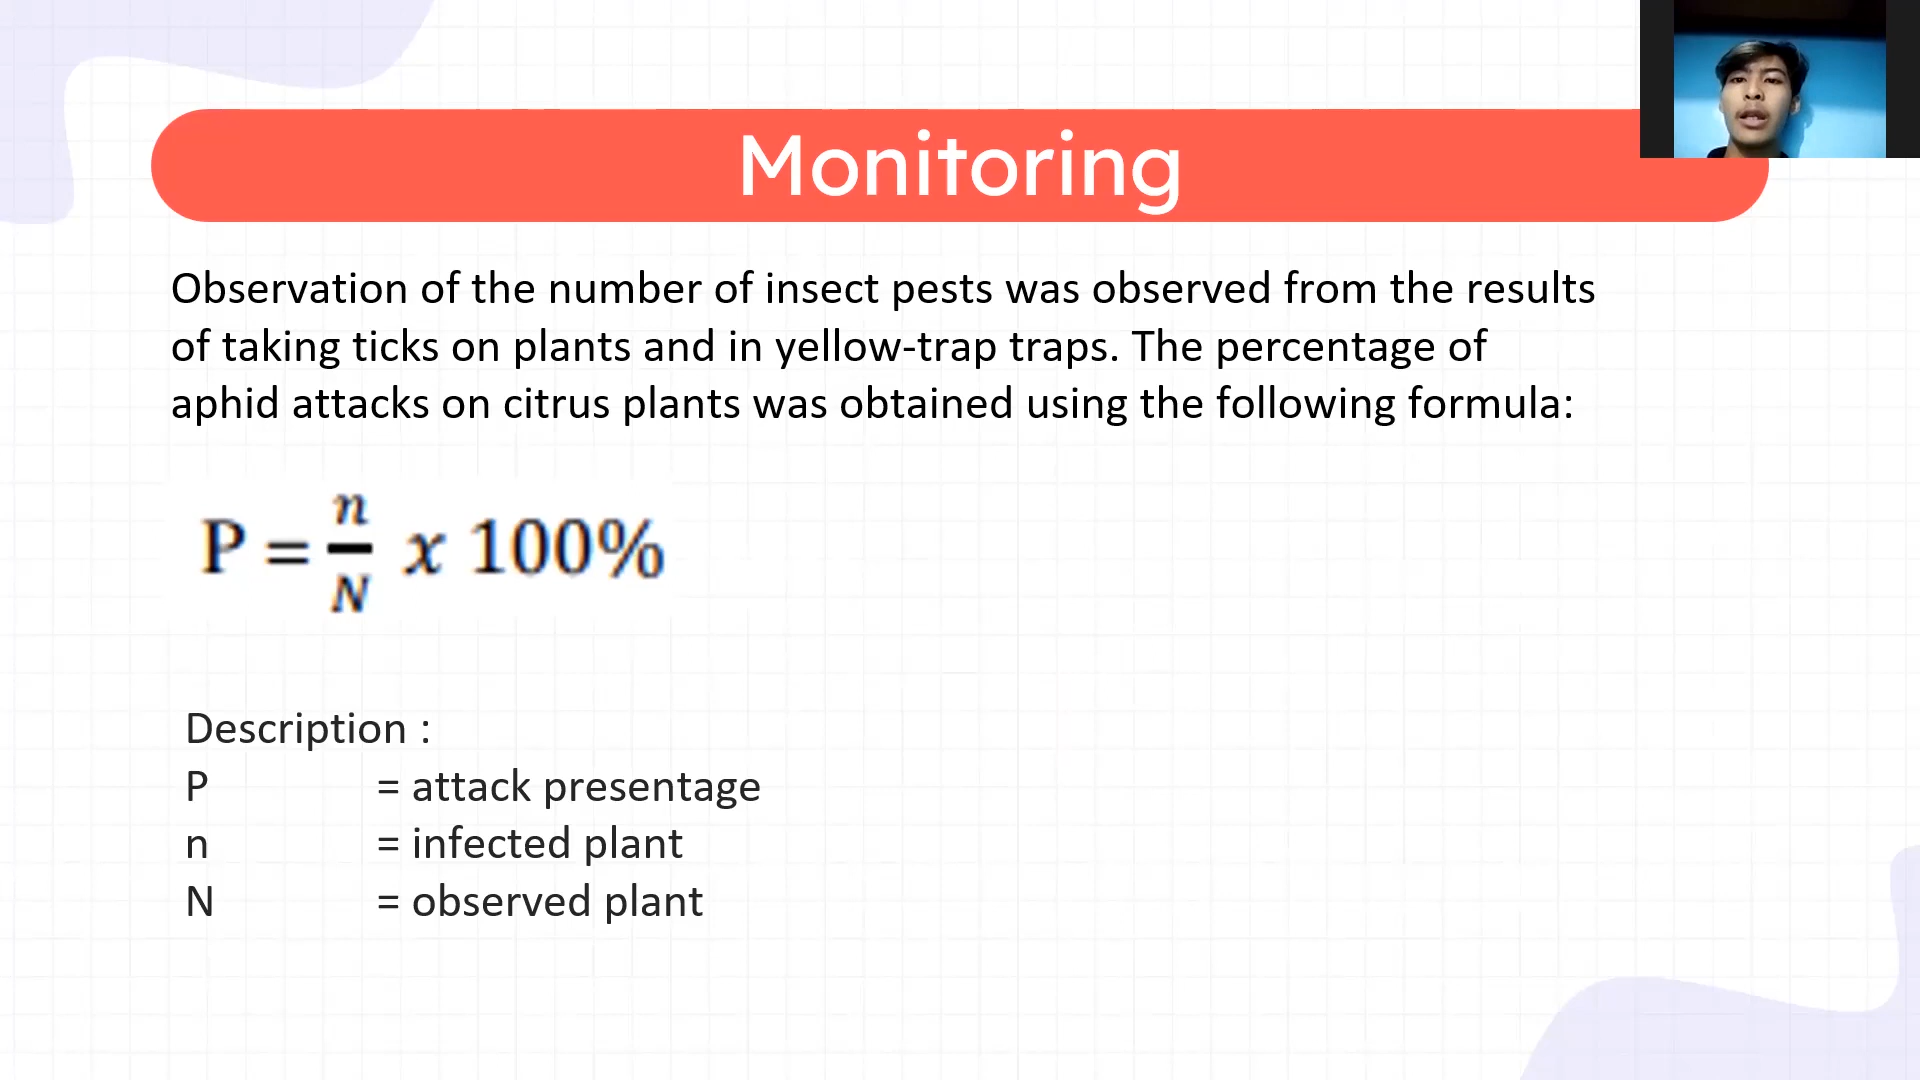 Monitoring
Observation of the number of insect pests was observed from the results
of taking ticks on plants and in yellow-trap traps. The percentage of
aphid attacks on citrus plants was obtained using the following formula:
P = n/N x 100%
Description :
P = attack presentage
n = infected plant
N = observed plant